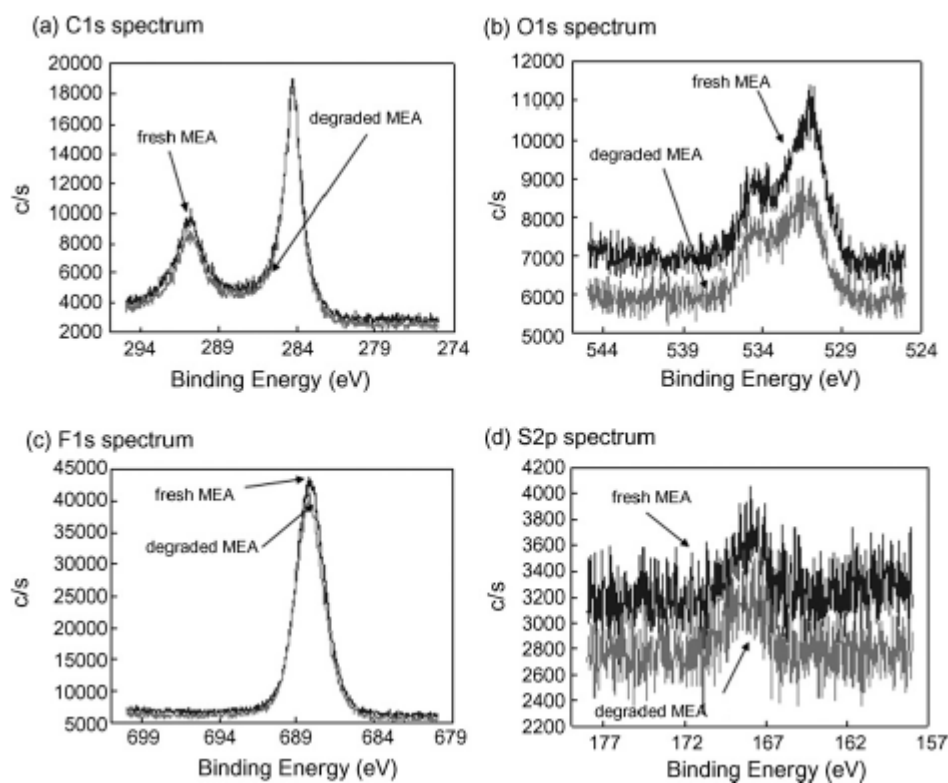 (a) C1s spectrum
20000
18000
16000
14000
12000
10000
8000
6000
4000
2000
c/s
fresh MEA
degraded MEA
294 289 284 279 274
Binding Energy (eV)
(b) O1s spectrum
12000
11000
10000
9000
8000
7000
6000
5000
c/s
fresh MEA
degraded MEA
544 539 534 529 524
Binding Energy (eV)
(c) F1s spectrum
45000
40000
35000
30000
25000
20000
15000
10000
5000
c/s
fresh MEA
degraded MEA
699 694 688 684 679
Binding Energy (eV)
(d) S2p spectrum
4200
4000
3800
3600
3400
3200
3000
2800
2600
2400
2200
c/s
fresh MEA
degraded MEA
177 172 167 162 157
Binding Energy (eV)